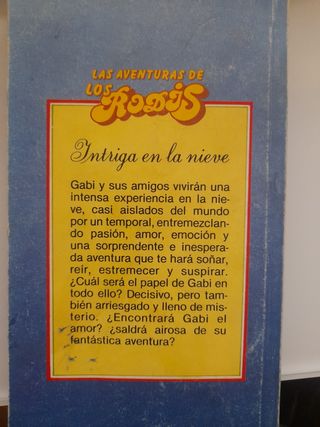 LAS AVENTURAS DE
LOS RODIS
Intriga en la nieve
Gabi y sus amigos vivirán una
intensa experiencia en la nie-
ve, casi aislados del mundo
por un temporal, entremezclan-
do pasión, amor, emoción y
una sorprendente e inespera-
da aventura que te hará soñar,
reír, estremecer y suspirar.
¿Cuál será el papel de Gabi en
todo ello? Decisivo, pero tam-
bién arriesgado y lleno de mis-
terio. ¿Encontrará Gabi el
amor? ¿saldrá airosa de su
fantástica aventura?